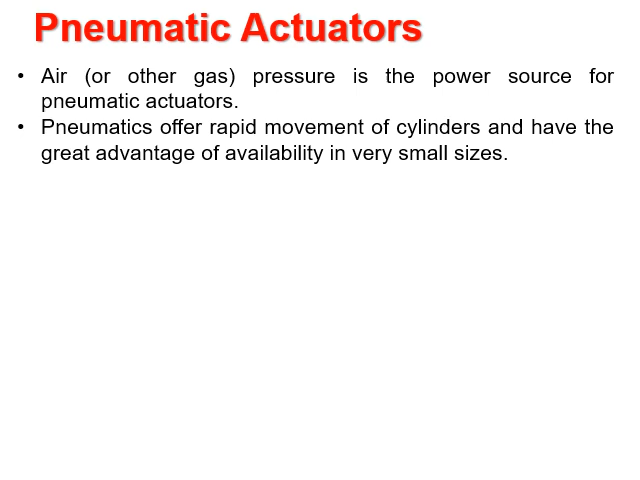 Pneumatic Actuators
• Air (or other gas) pressure is the power source for
pneumatic actuators.
• Pneumatics offer rapid movement of cylinders and have the
great advantage of availability in very small sizes.